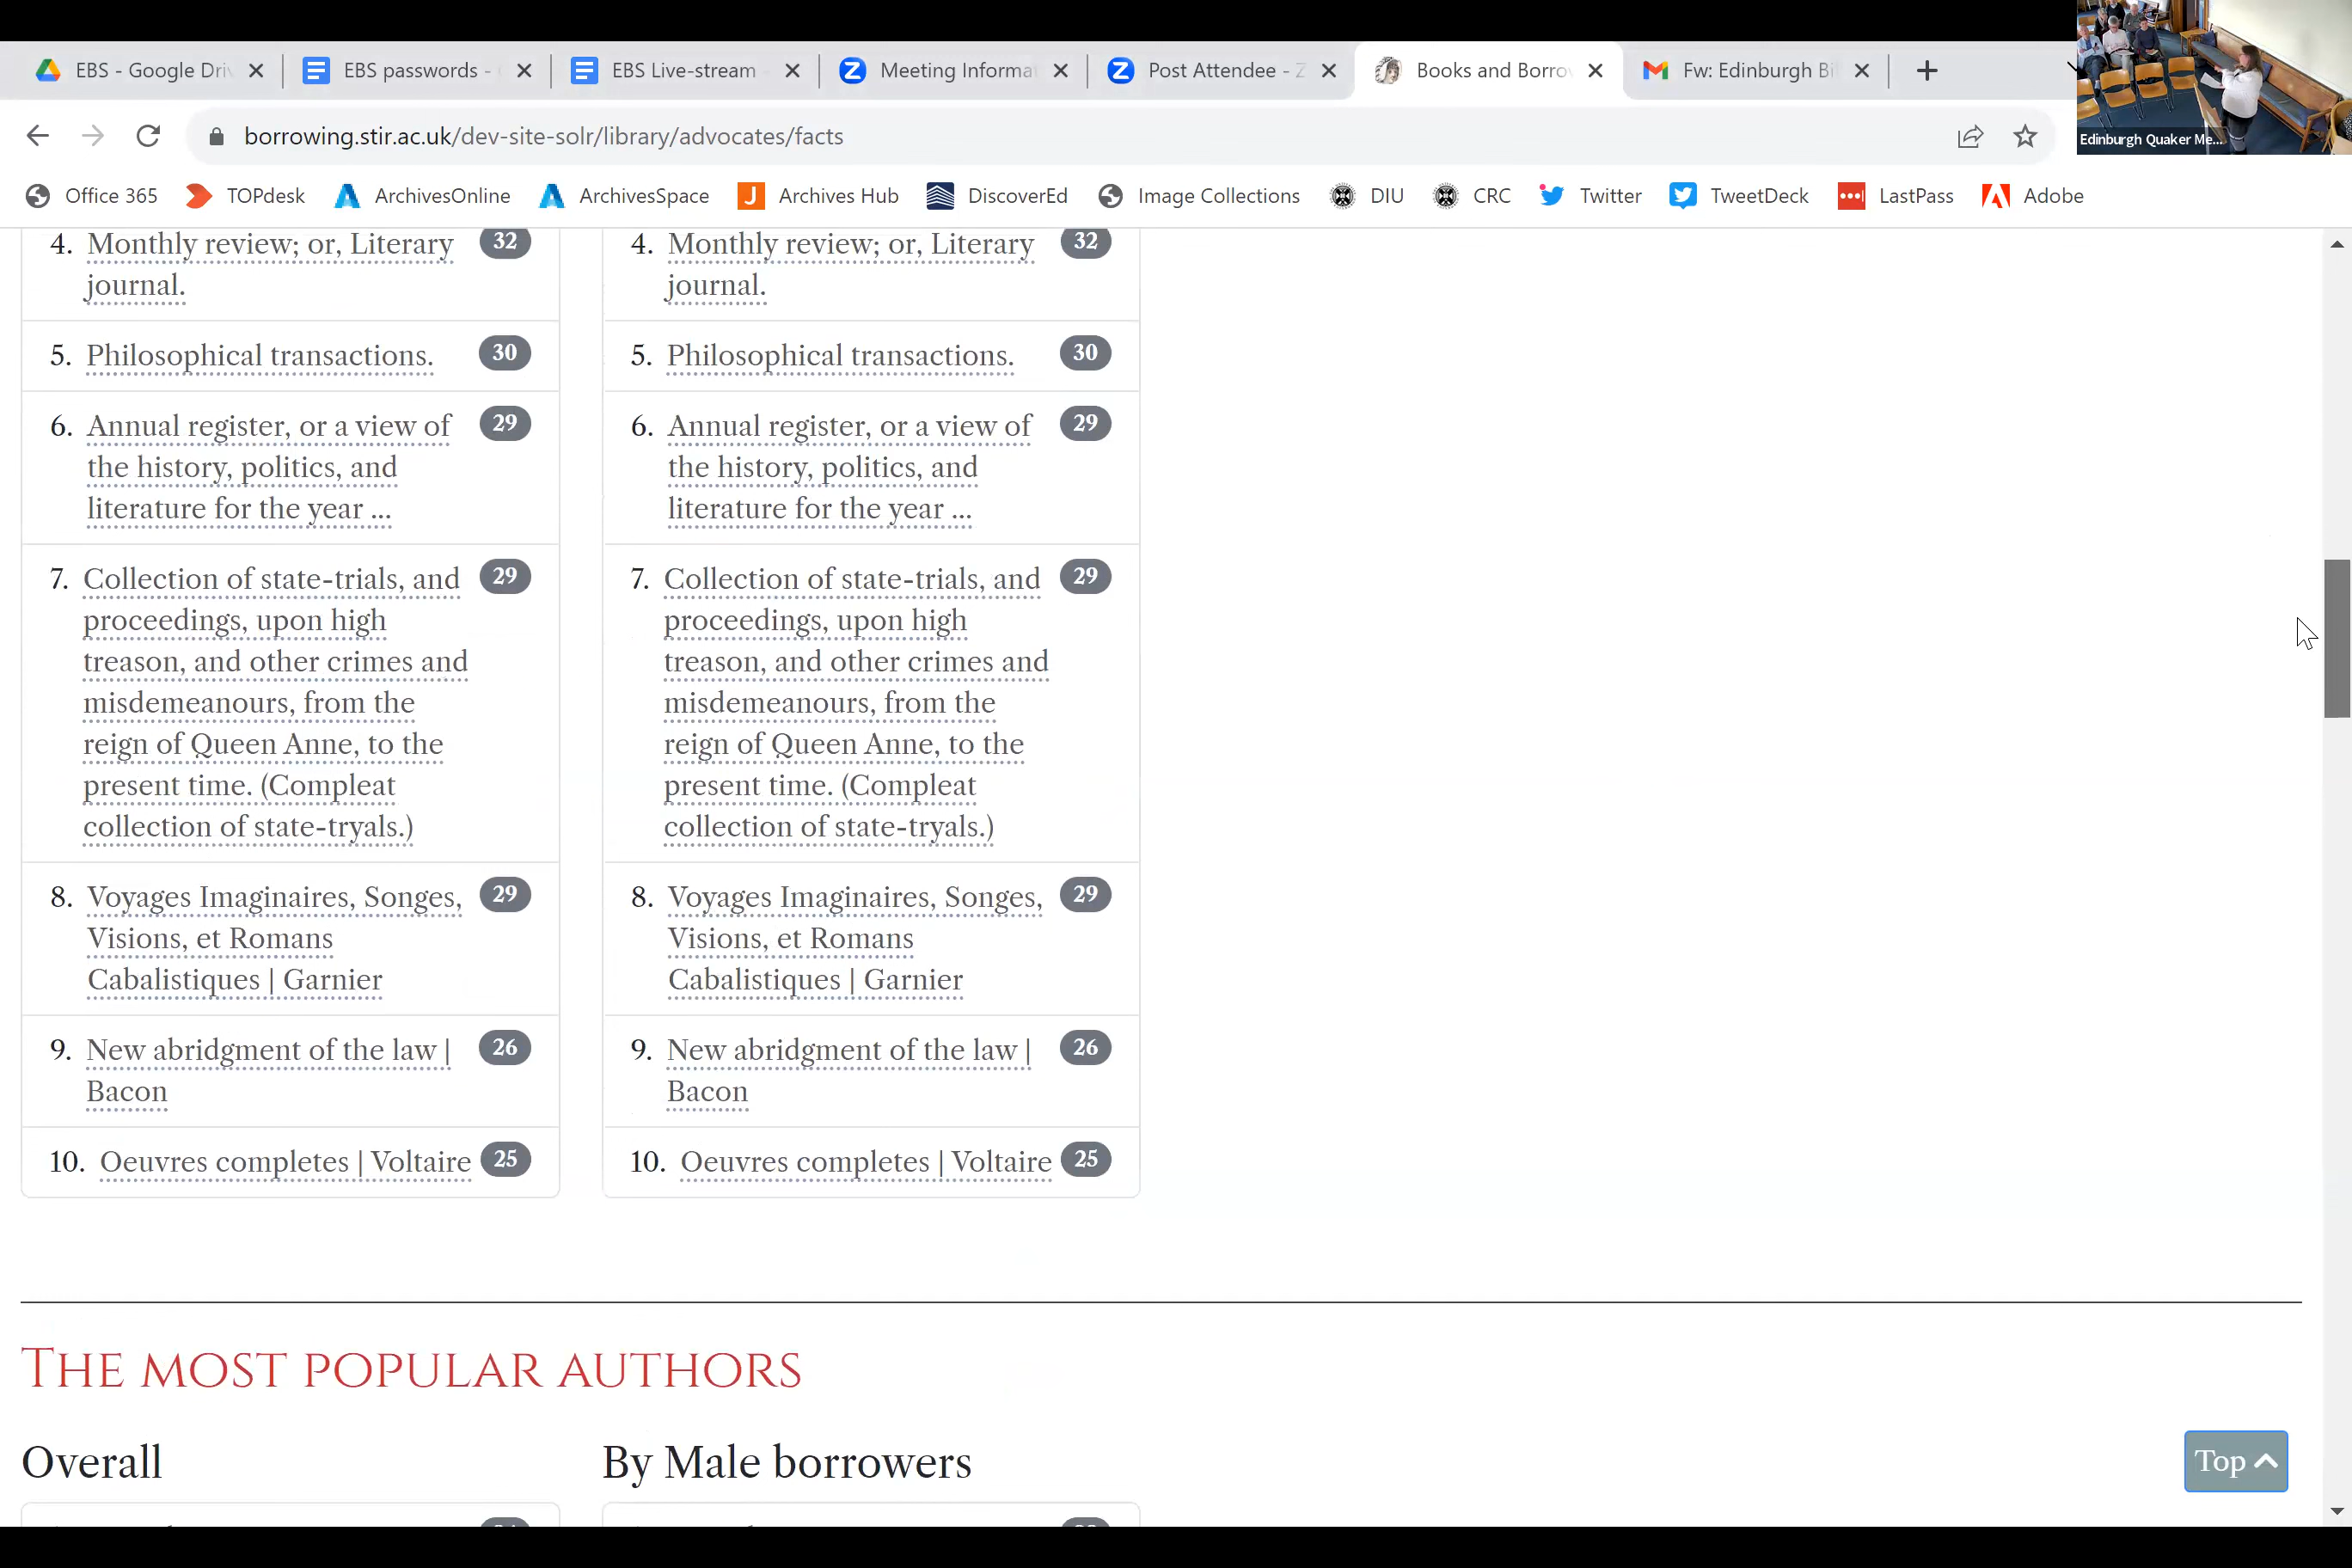 EBS - Google Driv
EBS passwords -
EBS Live-stream
Meeting Informa
Post Attendee - Z
Books and Borro
Fw: Edinburgh Bi
Edinburgh Quaker Me...
borrowing.stir.ac.uk/dev-site-solr/library/advocates/facts
Office 365
TOPdesk
ArchivesOnline
ArchivesSpace
Archives Hub
DiscoverEd
Image Collections
DIU
CRC
Twitter
TweetDeck
LastPass
Adobe
4. Monthly review; or, Literary 32
journal.
5. Philosophical transactions. 30
6. Annual register, or a view of 29
the history, politics, and
literature for the year ...
7. Collection of state-trials, and 29
proceedings, upon high
treason, and other crimes and
misdemeanours, from the
reign of Queen Anne, to the
present time. (Compleat
collection of state-tryals.)
8. Voyages Imaginaires, Songes, 29
Visions, et Romans
Cabalistiques | Garnier
9. New abridgment of the law | 26
Bacon
10. Oeuvres completes | Voltaire 25
4. Monthly review; or, Literary 32
journal.
5. Philosophical transactions. 30
6. Annual register, or a view of 29
the history, politics, and
literature for the year ...
7. Collection of state-trials, and 29
proceedings, upon high
treason, and other crimes and
misdemeanours, from the
reign of Queen Anne, to the
present time. (Compleat
collection of state-tryals.)
8. Voyages Imaginaires, Songes, 29
Visions, et Romans
Cabalistiques | Garnier
9. New abridgment of the law | 26
Bacon
10. Oeuvres completes | Voltaire 25
The most popular authors
Overall
By Male borrowers
Top